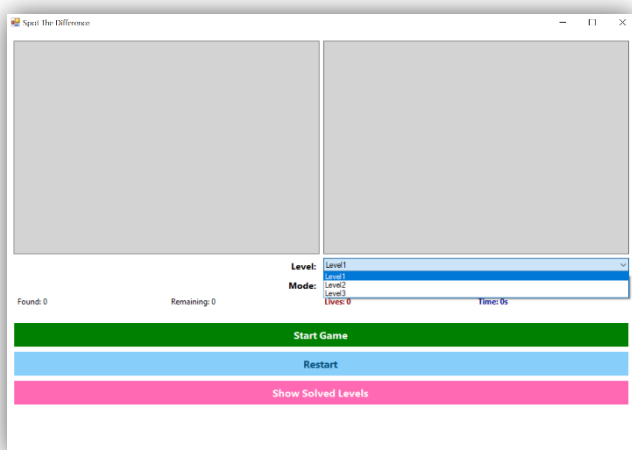 Spot The Difference
Level: Level1
Level1
Mode: Level2
Level3
Found: 0 Remaining: 0 Lives: 0 Time: 0s
Start Game
Restart
Show Solved Levels